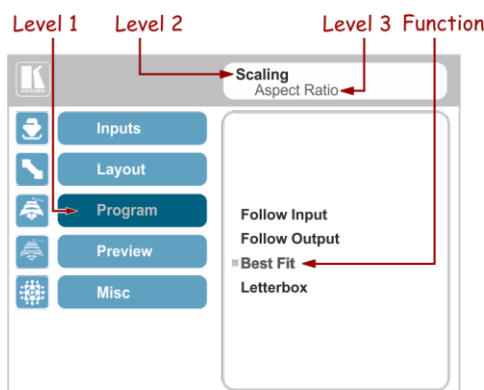 Level 1 Level 2 Level 3 Function
Scaling
Aspect Ratio
Inputs
Layout
Program
Preview
Misc
Follow Input
Follow Output
Best Fit
Letterbox